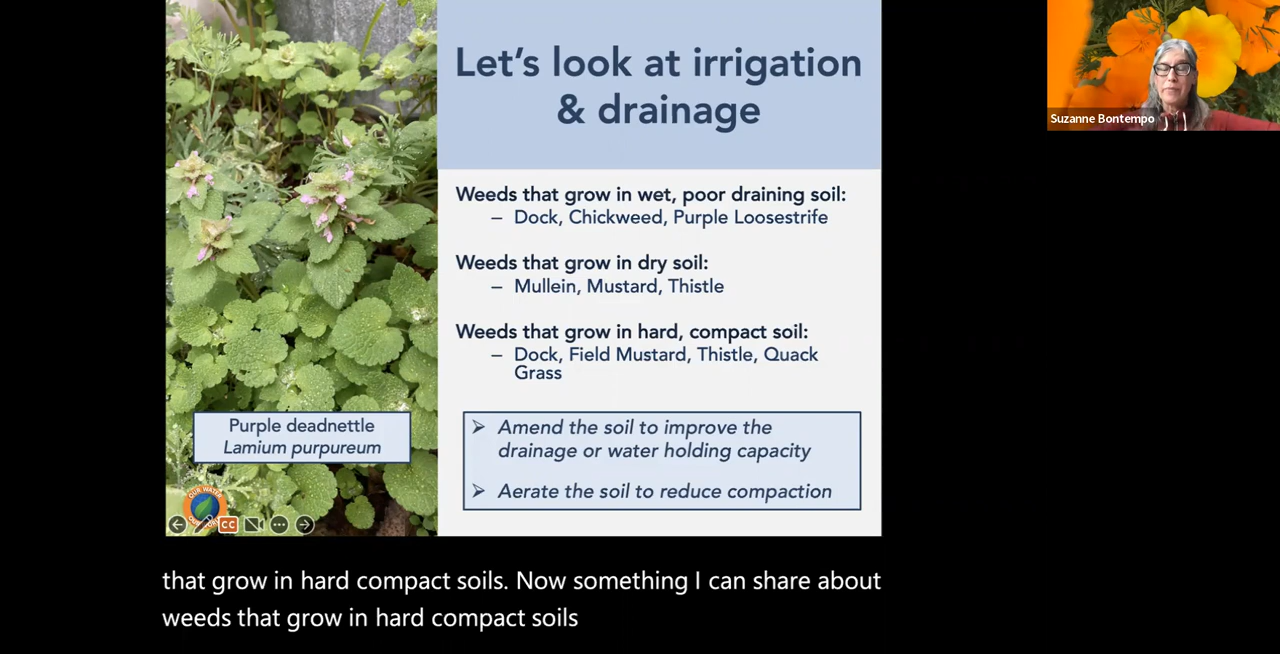 Let's look at irrigation
& drainage
Suzanne Bontempo
Weeds that grow in wet, poor draining soil:
– Dock, Chickweed, Purple Loosestrife
Weeds that grow in dry soil:
– Mullein, Mustard, Thistle
Weeds that grow in hard, compact soil:
– Dock, Field Mustard, Thistle, Quack
Grass
Purple deadnettle
Lamium purpureum
➢ Amend the soil to improve the
drainage or water holding capacity
➢ Aerate the soil to reduce compaction
OUR WATER
CC
that grow in hard compact soils. Now something I can share about
weeds that grow in hard compact soils